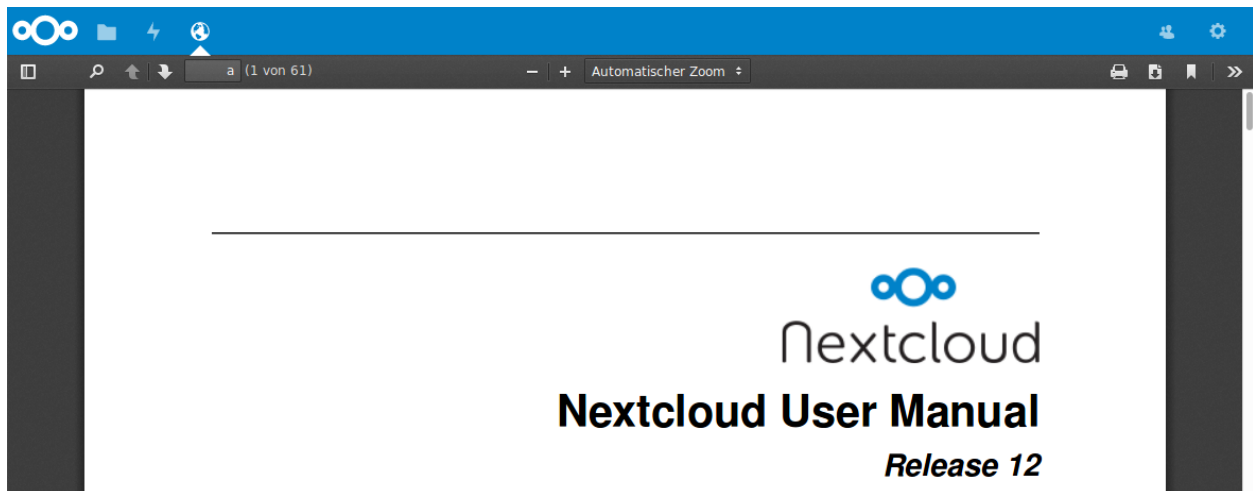 a (1 von 61)
Automatischer Zoom
Nextcloud
Nextcloud User Manual
Release 12